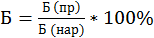 Б = Б (пр) / Б (нар) * 100%